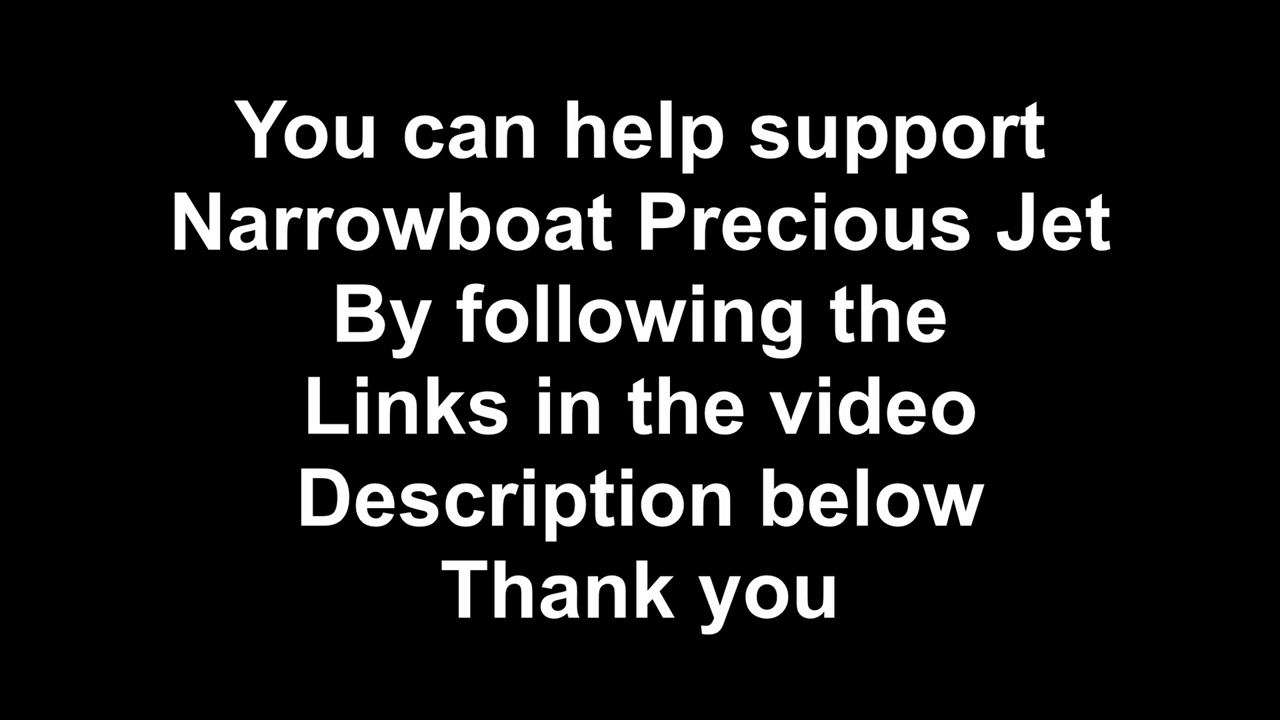 You can help support
Narrowboat Precious Jet
By following the
Links in the video
Description below
Thank you